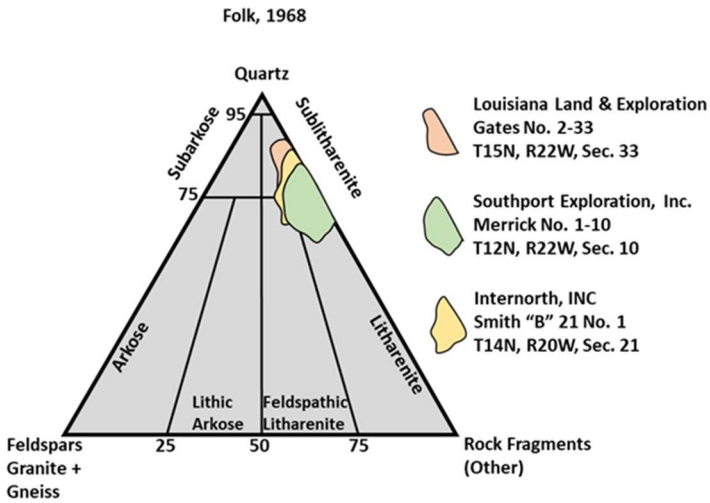 Folk, 1968
Quartz
95
Subarkose
Sublitharenite
75
Arkose
Litharenite
Lithic
Arkose
Feldspathic
Litharenite
Feldspars
Granite +
Gneiss
25
50
75
Rock Fragments
(Other)
Louisiana Land & Exploration
Gates No. 2-33
T15N, R22W, Sec. 33
Southport Exploration, Inc.
Merrick No. 1-10
T12N, R22W, Sec. 10
Internorth, INC
Smith “B” 21 No. 1
T14N, R20W, Sec. 21